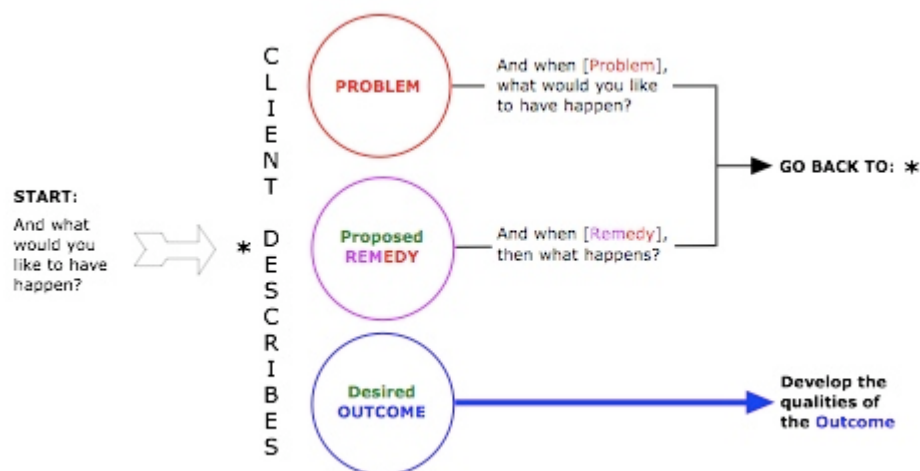 START:
And what
would you
like to have
happen?
*
CLIENT
DESCRIBES
PROBLEM
And when [Problem],
what would you like
to have happen?
Proposed
REMEDY
And when [Remedy],
then what happens?
GO BACK TO: *
Desired
OUTCOME
Develop the
qualities of
the Outcome